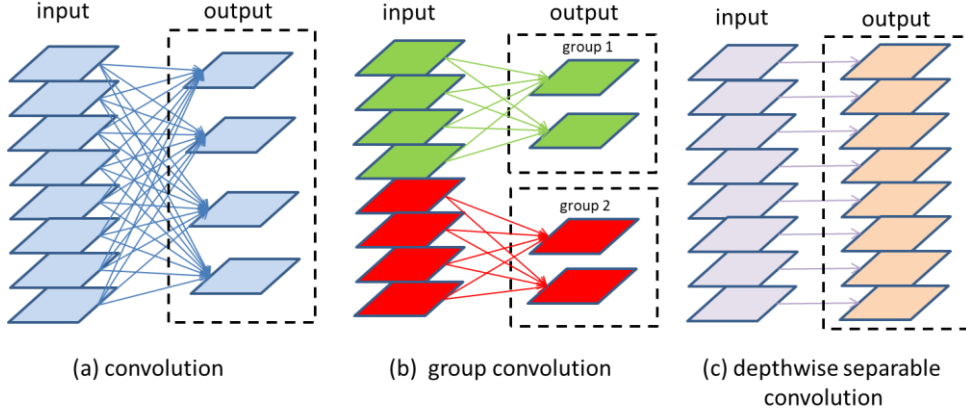 input
output
(a) convolution
input
output
group 1
group 2
(b) group convolution
input
output
(c) depthwise separable
convolution